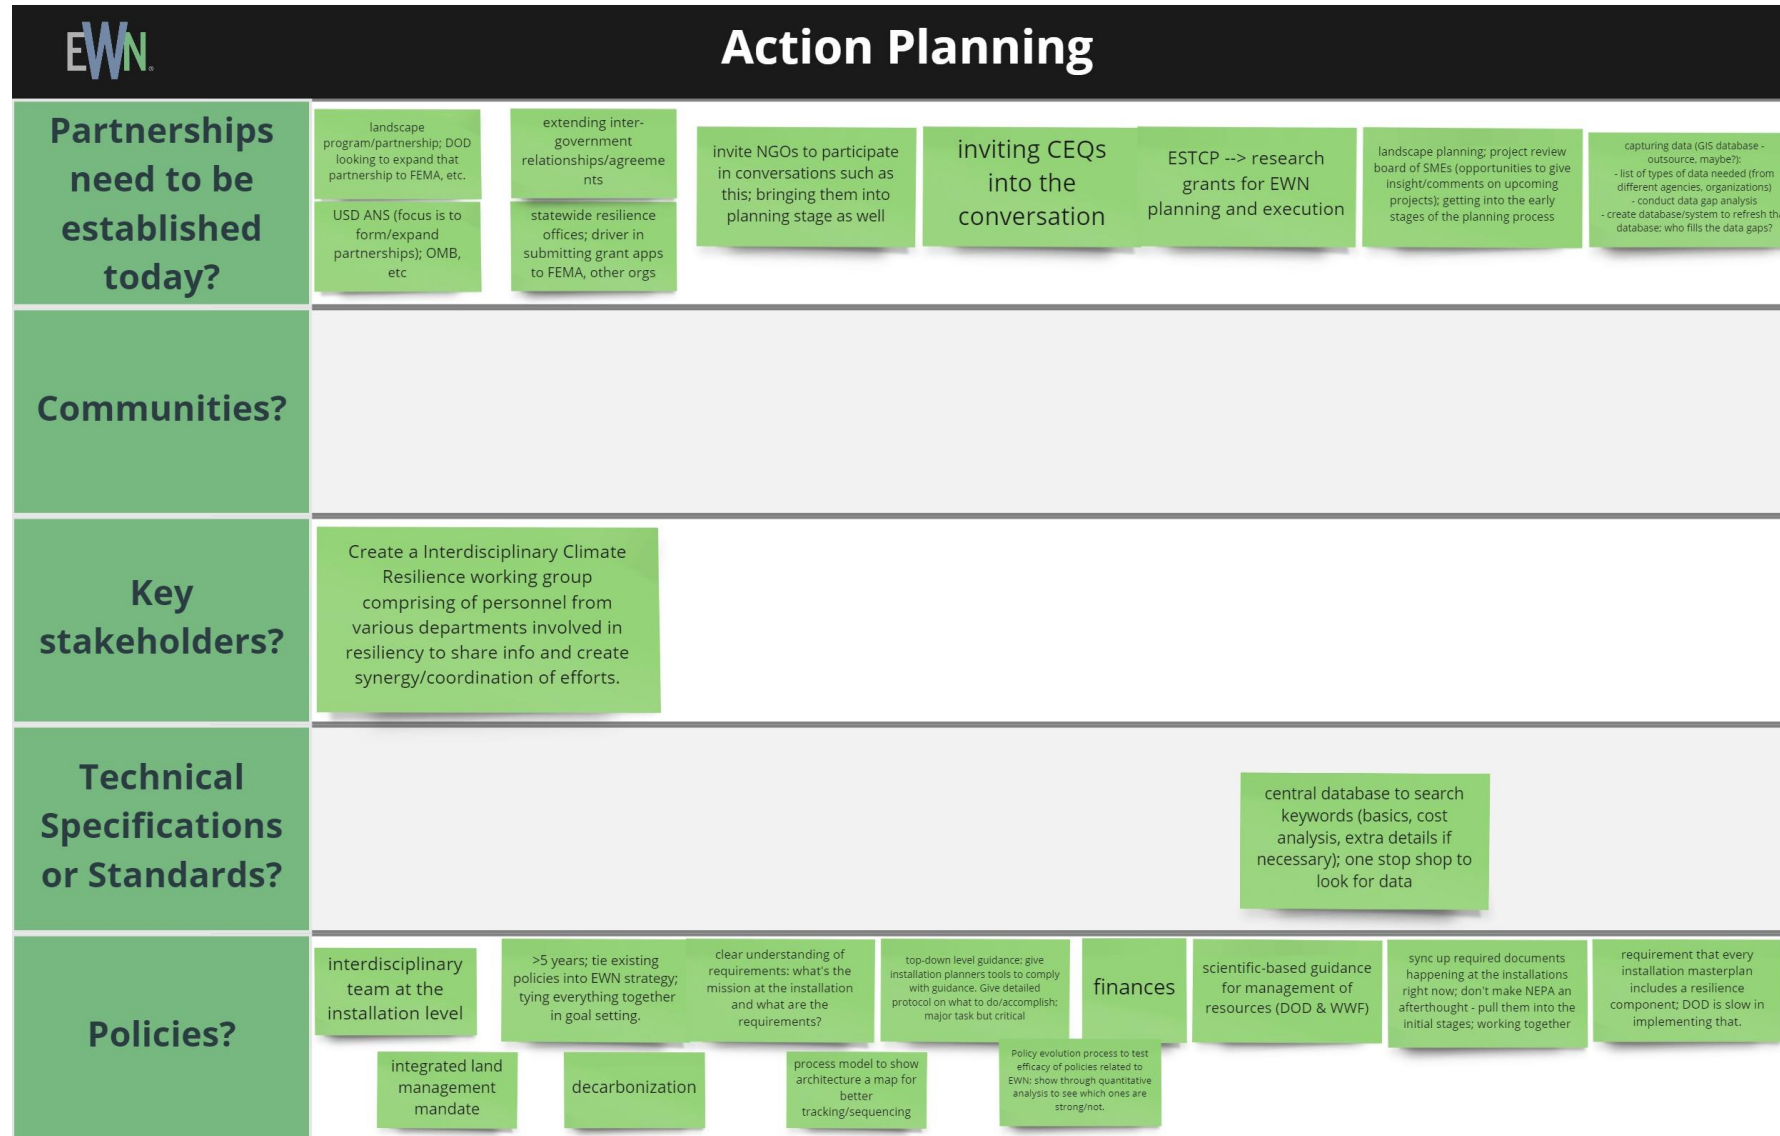 EWN®
Action Planning
Partnerships
need to be
established
today?
landscape
program/partnership; DOD
looking to expand that
partnership to FEMA, etc.
extending inter-
government
relationships/agreeme
nts
USD ANS (focus is to
form/expand
partnerships); OMB,
etc
statewide resilience
offices; driver in
submitting grant apps
to FEMA, other orgs
invite NGOs to participate
in conversations such as
this; bringing them into
planning stage as well
inviting CEQs
into the
conversation
ESTCP --> research
grants for EWN
planning and execution
landscape planning; project review
board of SMEs (opportunities to give
insight/comments on upcoming
projects); getting into the early
stages of the planning process
capturing data (GIS database -
outsource, maybe?):
- list of types of data needed (from
different agencies, organizations)
- conduct data gap analysis
- create database/system to refresh tha
database; who fills the data gaps?
Communities?
Key
stakeholders?
Create a Interdisciplinary Climate
Resilience working group
comprising of personnel from
various departments involved in
resiliency to share info and create
synergy/coordination of efforts.
Technical
Specifications
or Standards?
central database to search
keywords (basics, cost
analysis, extra details if
necessary); one stop shop to
look for data
Policies?
interdisciplinary
team at the
installation level
>5 years; tie existing
policies into EWN strategy;
tying everything together
in goal setting.
clear understanding of
requirements: what's the
mission at the installation
and what are the
requirements?
top-down level guidance; give
installation planners tools to comply
with guidance. Give detailed
protocol on what to do/accomplish;
major task but critical
finances
scientific-based guidance
for management of
resources (DOD & WWF)
sync up required documents
happening at the installations
right now; don't make NEPA an
afterthought - pull them into the
initial stages; working together
requirement that every
installation masterplan
includes a resilience
component; DOD is slow in
implementing that.
integrated land
management
mandate
decarbonization
process model to show
architecture a map for
better
tracking/sequencing
Policy evolution process to test
efficacy of policies related to
EWN; show through quantitative
analysis to see which ones are
strong/not.